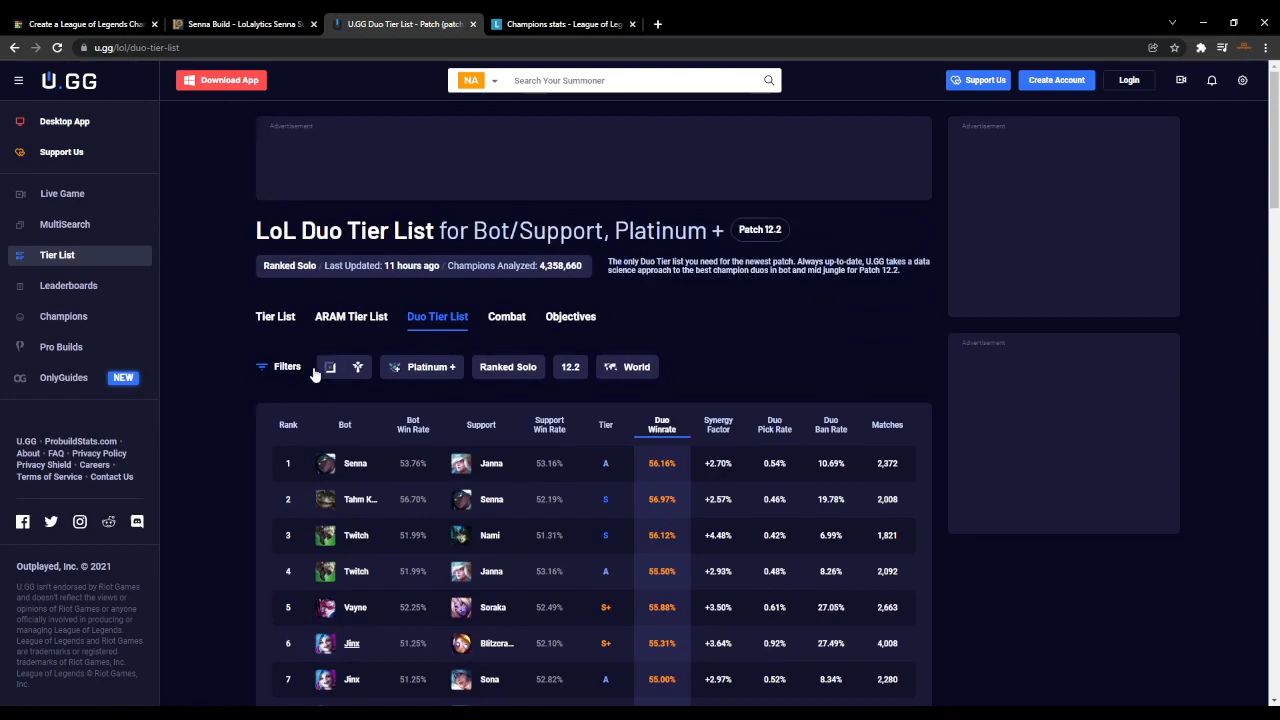 Create a League of Legends Cha
Senna Build - LoLalytics Senna S
U.GG Duo Tier List - Patch {patch
Champions stats - League of Leg
u.gg/lol/duo-tier-list
U.GG
Download App
NA
Search Your Summoner
Support Us
Create Account
Login
Desktop App
Support Us
Live Game
MultiSearch
Tier List
Leaderboards
Champions
Pro Builds
OnlyGuides NEW
U.GG · ProbuildStats.com ·
About · FAQ · Privacy Policy
Privacy Shield · Careers ·
Terms of Service · Contact Us
Outplayed, Inc. © 2021
U.GG isn't endorsed by Riot Games and
doesn't reflect the views or
opinions of Riot Games or anyone
officially involved in producing or
managing League of Legends.
League of Legends and Riot Games
are trademarks or registered
trademarks of Riot Games, Inc.
League of Legends © Riot Games,
Inc.
Advertisement
Advertisement
Advertisement
LoL Duo Tier List for Bot/Support, Platinum + Patch 12.2
Ranked Solo / Last Updated: 11 hours ago / Champions Analyzed: 4,358,660
The only Duo Tier list you need for the newest patch. Always up-to-date, U.GG takes a data
science approach to the best champion duos in bot and mid jungle for Patch 12.2.
Tier List ARAM Tier List Duo Tier List Combat Objectives
Filters Platinum + Ranked Solo 12.2 World
Rank Bot Bot Win Rate Support Support Win Rate Tier Duo Winrate Synergy Factor Duo Pick Rate Duo Ban Rate Matches
1 Senna 53.76% Janna 53.16% A 56.16% +2.70% 0.54% 10.69% 2,372
2 Tahm K... 56.70% Senna 52.19% S 56.97% +2.57% 0.46% 19.78% 2,008
3 Twitch 51.99% Nami 51.31% S 56.12% +4.48% 0.42% 6.99% 1,821
4 Twitch 51.99% Janna 53.16% A 55.50% +2.93% 0.48% 8.26% 2,092
5 Vayne 52.25% Soraka 52.49% S+ 55.88% +3.50% 0.61% 27.05% 2,663
6 Jinx 51.25% Blitzcra... 52.10% S+ 55.31% +3.64% 0.92% 27.49% 4,008
7 Jinx 51.25% Sona 52.82% A 55.00% +2.97% 0.52% 8.34% 2,280